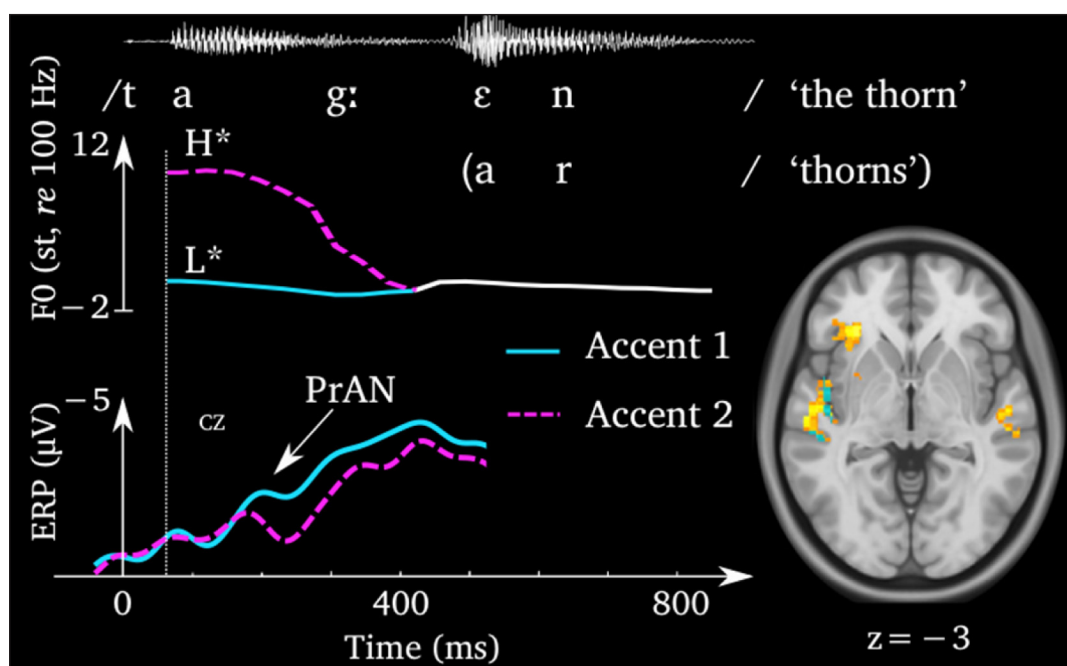 /t a gː ɛ n / ‘the thorn’
12 H*
(a r / ‘thorns’)
F0 (st, re 100 Hz)
L*
−2
Accent 1
−5 PrAN
Accent 2
CZ
ERP (μV)
0 400 800
Time (ms)
z = −3